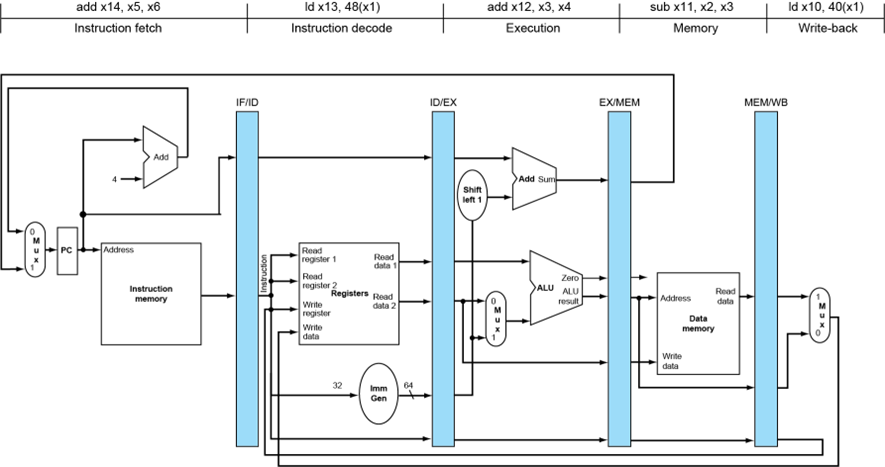 add x14, x5, x6
ld x13, 48(x1)
add x12, x3, x4
sub x11, x2, x3
ld x10, 40(x1)
Instruction fetch
Instruction decode
Execution
Memory
Write-back
IF/ID
ID/EX
EX/MEM
MEM/WB
Add
4
0
M
u
x
1
PC
Address
Instruction
memory
Instruction
Read
register 1
Read
register 2
Write
register
Write
data
Registers
Read
data 1
Read
data 2
32
Imm
Gen
64
Shift
left 1
Add Sum
0
M
u
x
1
ALU
Zero
ALU
result
Address
Write
data
Data
memory
Read
data
1
M
u
x
0